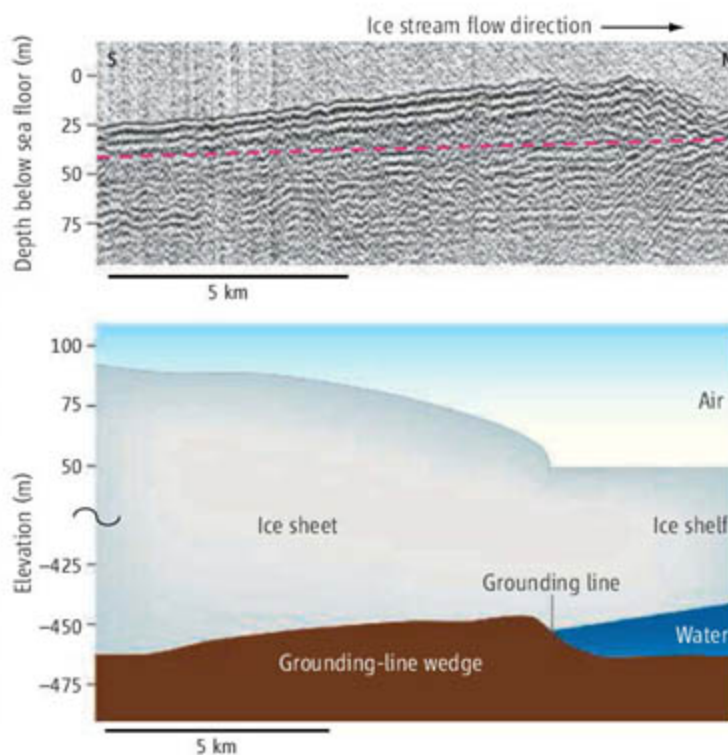 Ice stream flow direction
S
Depth below sea floor (m)
0
25
50
75
5 km
100
75
50
Elevation (m)
−425
−450
−475
Air
Ice sheet
Ice shelf
Grounding line
Water
Grounding-line wedge
5 km